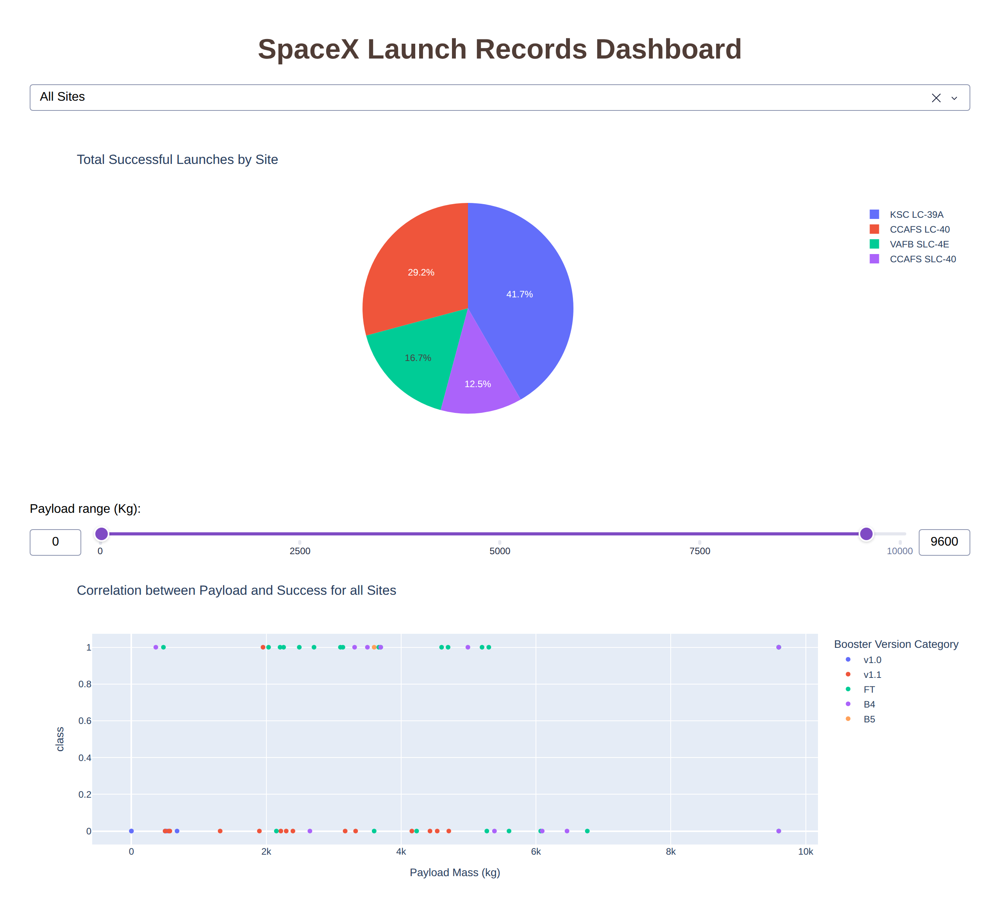 SpaceX Launch Records Dashboard
All Sites
Total Successful Launches by Site
KSC LC-39A
CCAFS LC-40
VAFB SLC-4E
CCAFS SLC-40
29.2%
41.7%
16.7%
12.5%
Payload range (Kg):
0
9600
0 2500 5000 7500 10000
Correlation between Payload and Success for all Sites
Booster Version Category
v1.0
v1.1
FT
B4
B5
class
1
0.8
0.6
0.4
0.2
0
0 2k 4k 6k 8k 10k
Payload Mass (kg)